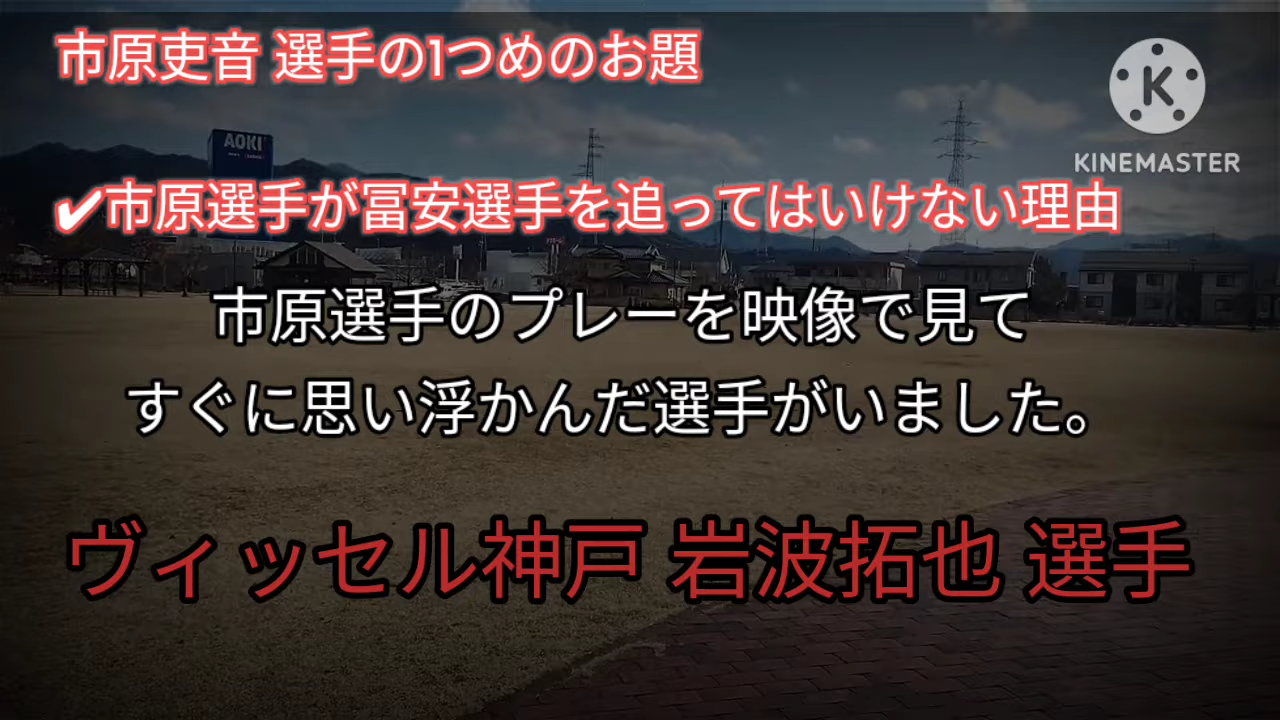 市原吏音 選手の1つめのお題
AOKI
KINEMASTER
✔市原選手が冨安選手を追ってはいけない理由
市原選手のプレーを映像で見て
すぐに思い浮かんだ選手がいました。
ヴィッセル神戸 岩波拓也 選手